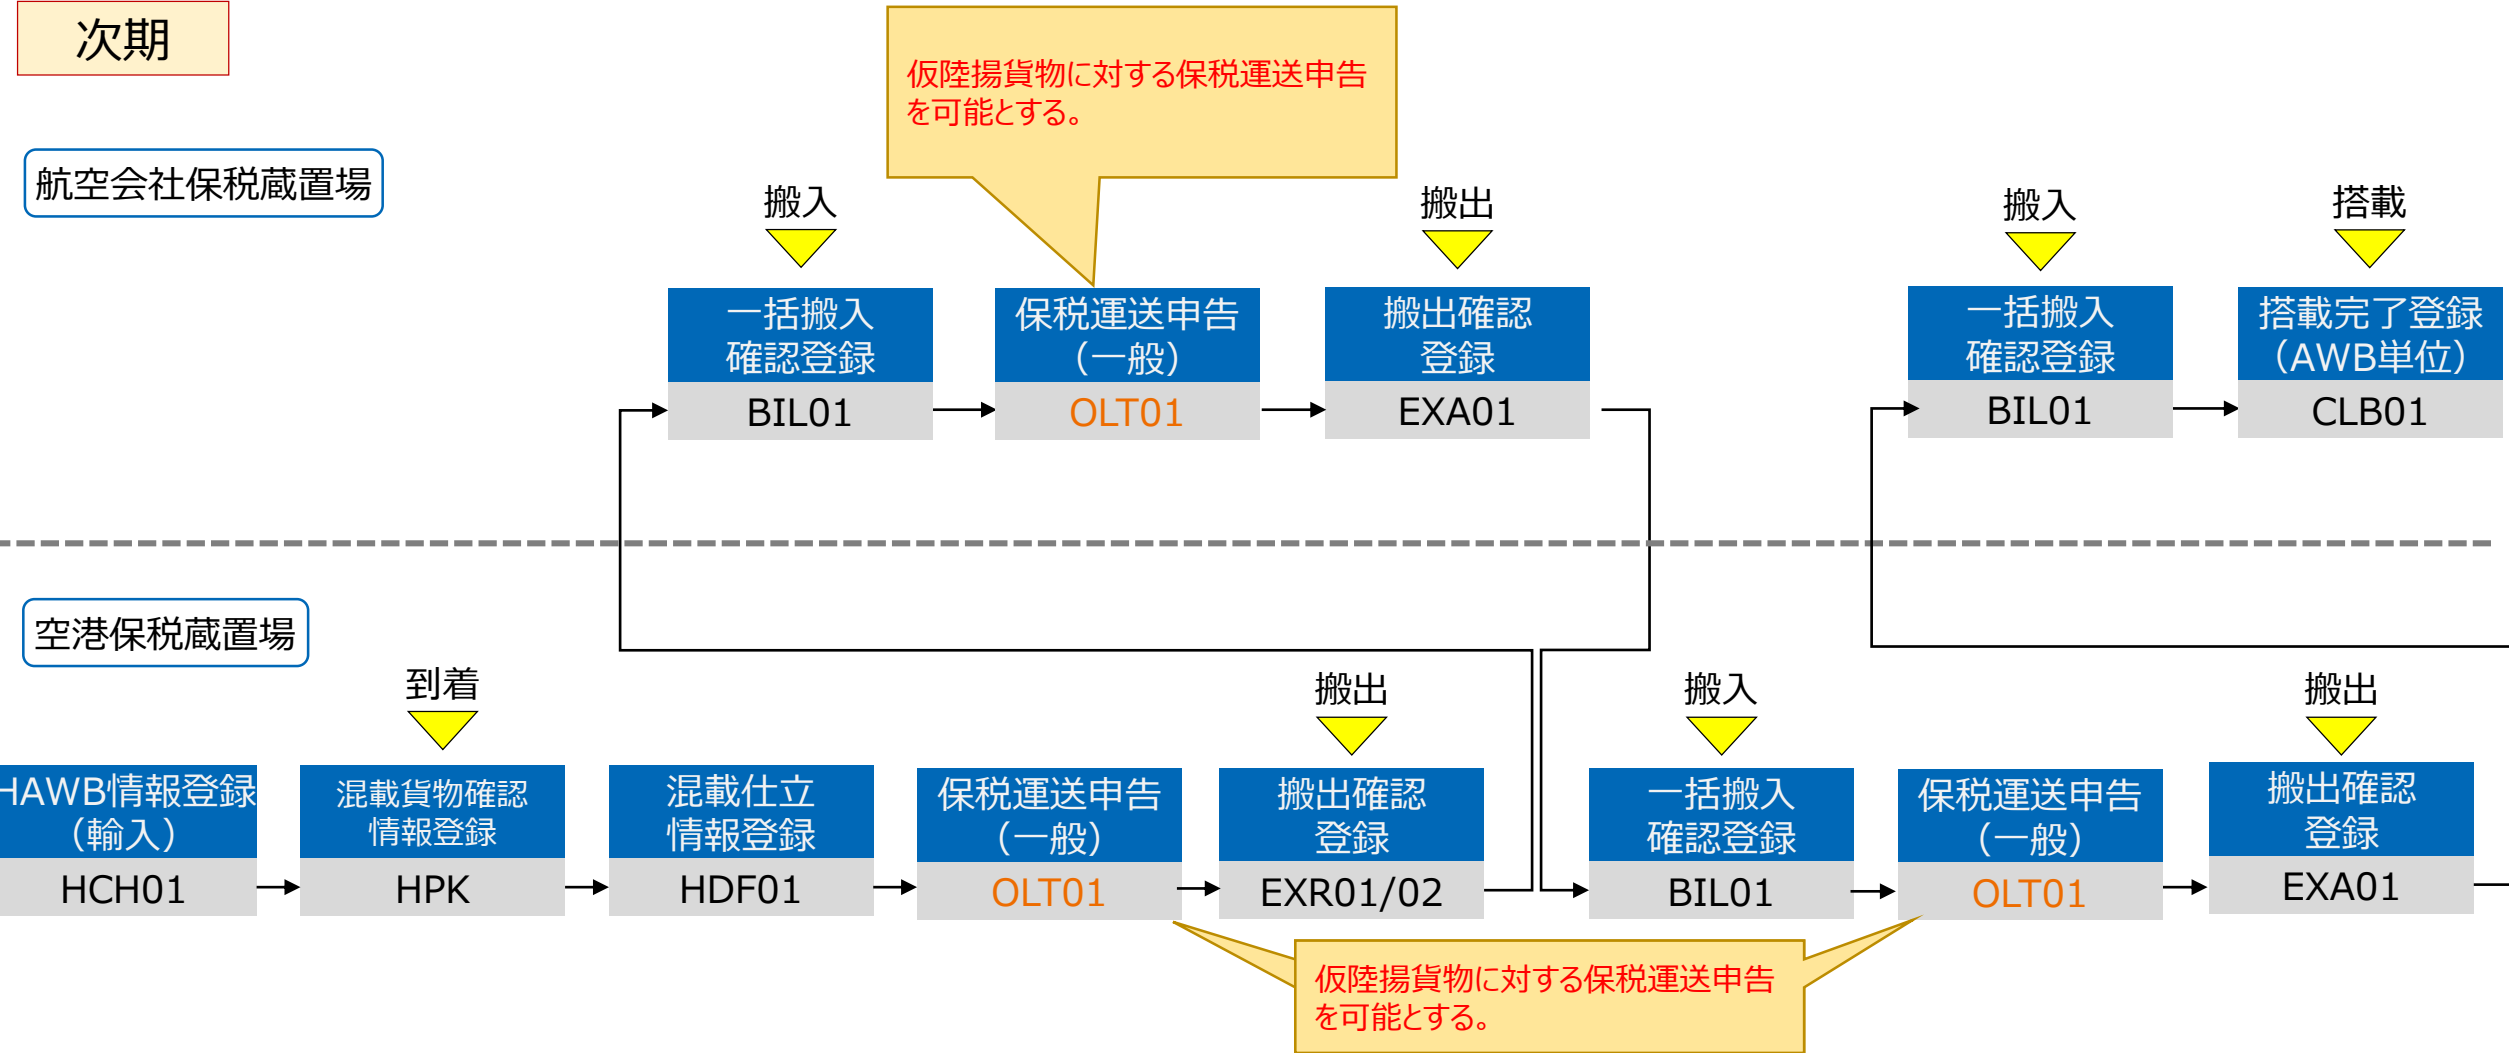 次期
仮陸揚貨物に対する保税運送申告
を可能とする。
航空会社保税蔵置場
搬入
搬出
搬入
搭載
一括搬入
確認登録
BIL01
保税運送申告
（一般）
OLT01
搬出確認
登録
EXA01
一括搬入
確認登録
BIL01
搭載完了登録
（AWB単位）
CLB01
空港保税蔵置場
到着
搬出
搬入
搬出
HAWB情報登録
（輸入）
HCH01
混載貨物確認
情報登録
HPK
混載仕立
情報登録
HDF01
保税運送申告
（一般）
OLT01
搬出確認
登録
EXR01/02
一括搬入
確認登録
BIL01
保税運送申告
（一般）
OLT01
搬出確認
登録
EXA01
仮陸揚貨物に対する保税運送申告
を可能とする。